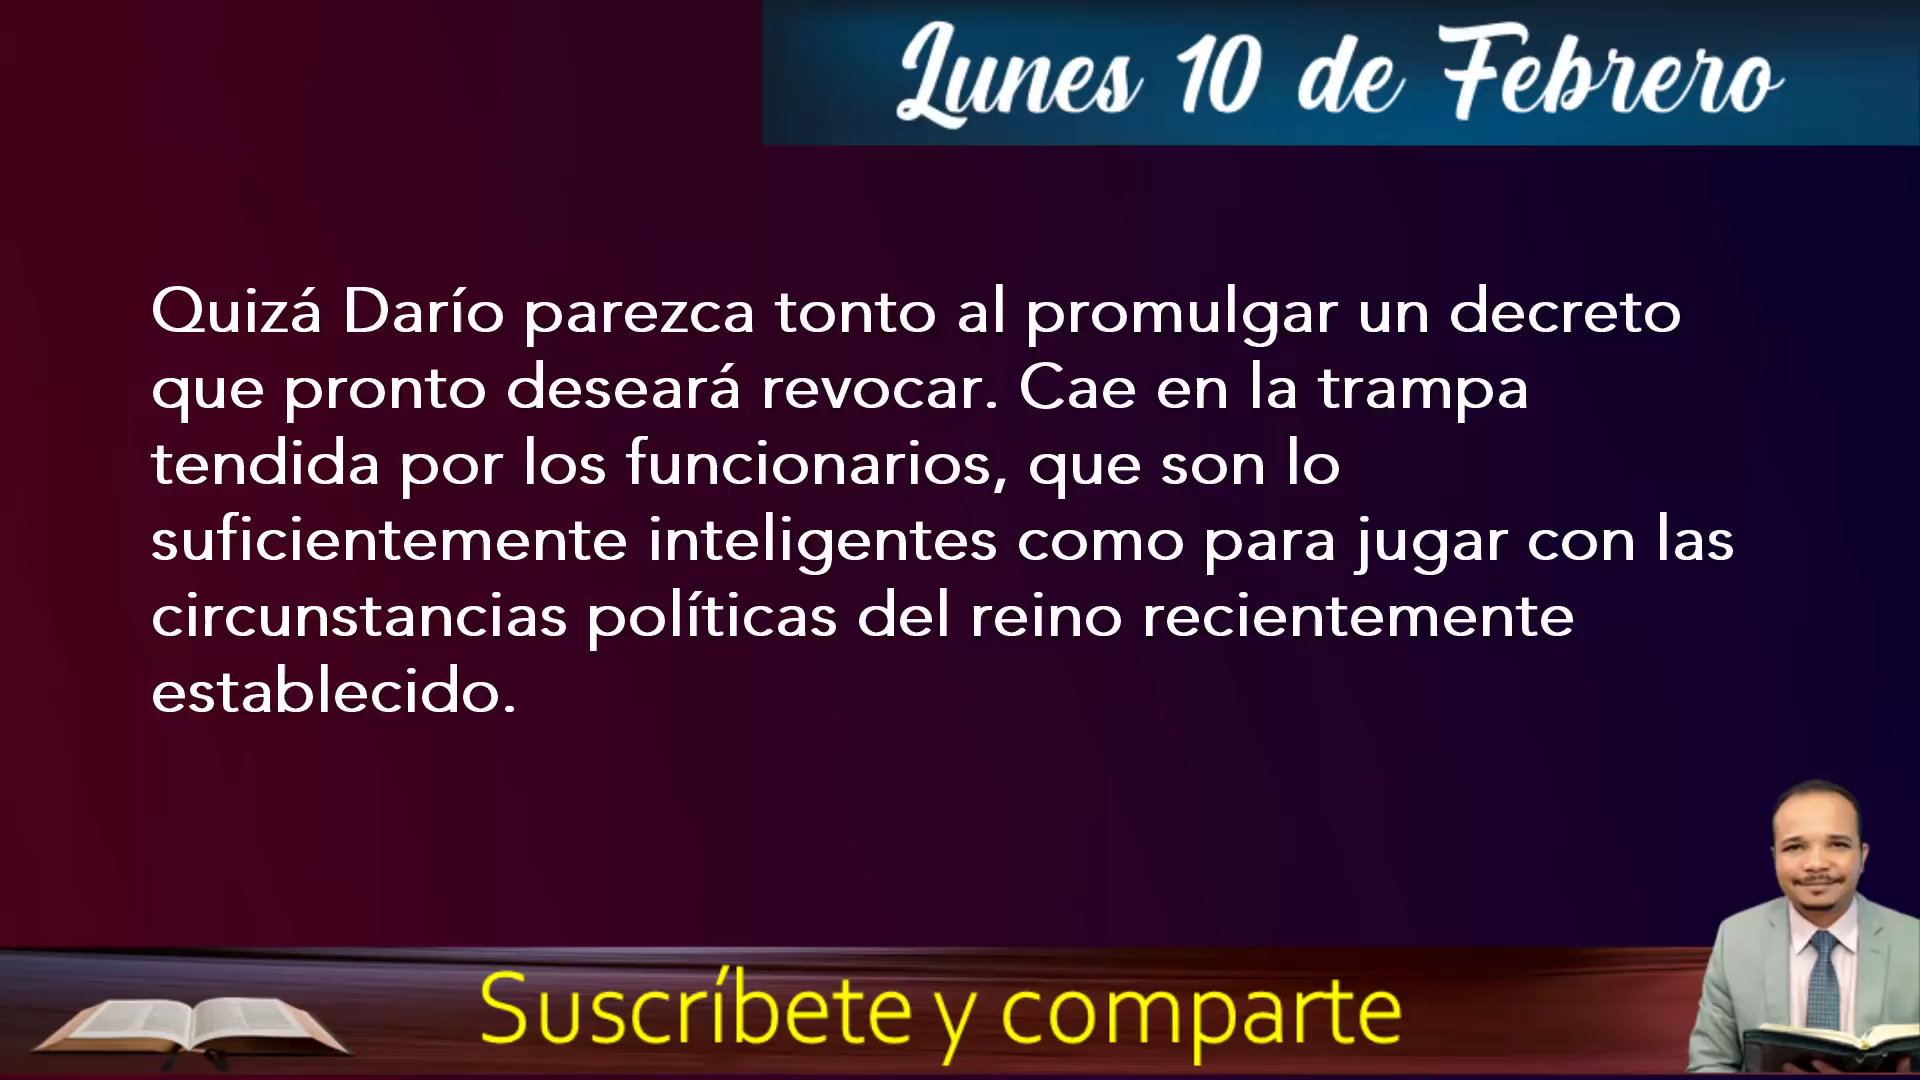 Lunes 10 de Febrero
Quizá Darío parezca tonto al promulgar un decreto
que pronto deseará revocar. Cae en la trampa
tendida por los funcionarios, que son lo
suficientemente inteligentes como para jugar con las
circunstancias políticas del reino recientemente
establecido.
Suscríbete y comparte